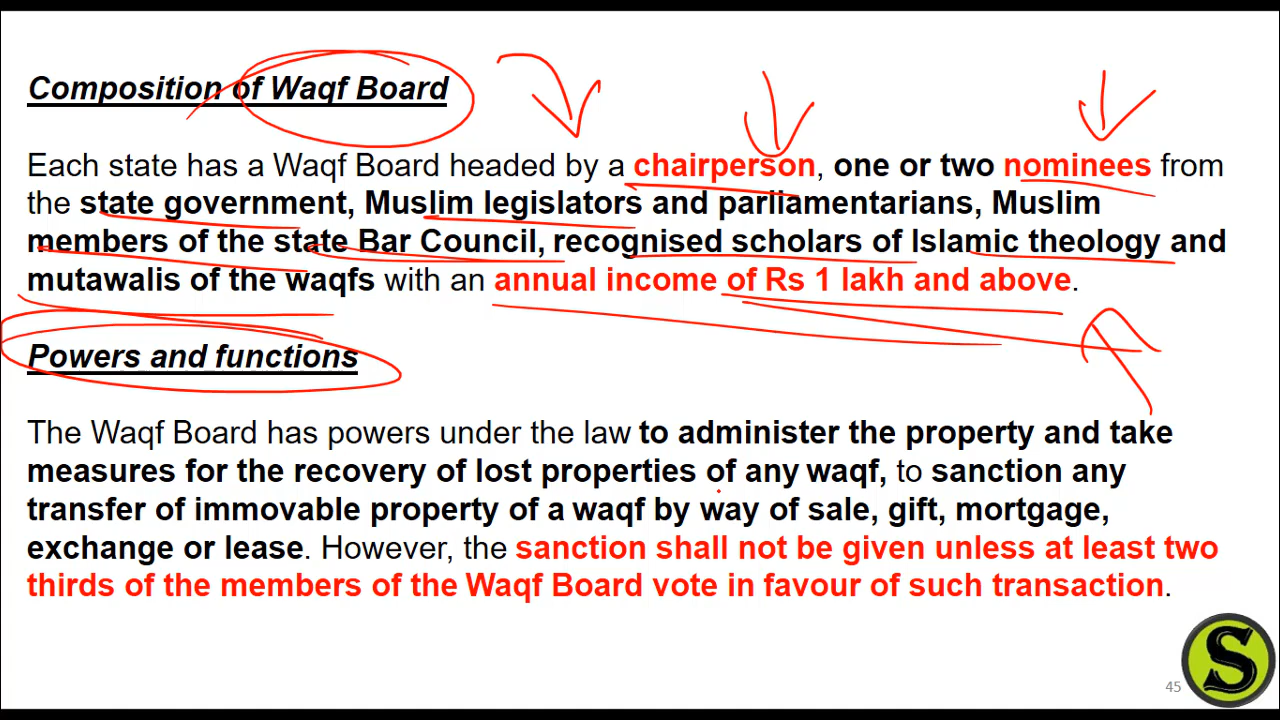 Composition of Waqf Board
Each state has a Waqf Board headed by a chairperson, one or two nominees from
the state government, Muslim legislators and parliamentarians, Muslim
members of the state Bar Council, recognised scholars of Islamic theology and
mutawalis of the waqfs with an annual income of Rs 1 lakh and above.
Powers and functions
The Waqf Board has powers under the law to administer the property and take
measures for the recovery of lost properties of any waqf, to sanction any
transfer of immovable property of a waqf by way of sale, gift, mortgage,
exchange or lease. However, the sanction shall not be given unless at least two
thirds of the members of the Waqf Board vote in favour of such transaction.
45
S